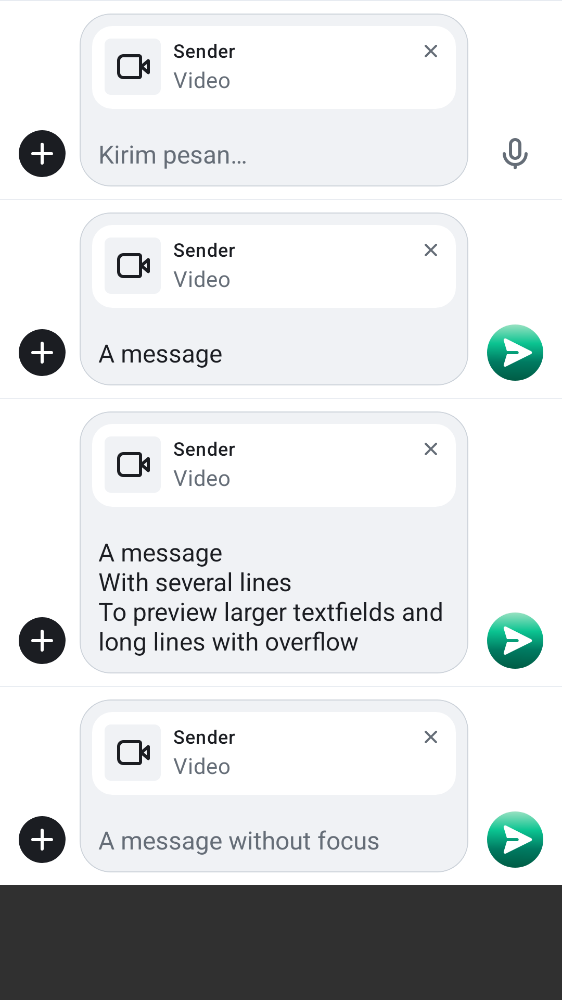 Sender
Video
Kirim pesan…
Sender
Video
A message
Sender
Video
A message
With several lines
To preview larger textfields and
long lines with overflow
Sender
Video
A message without focus